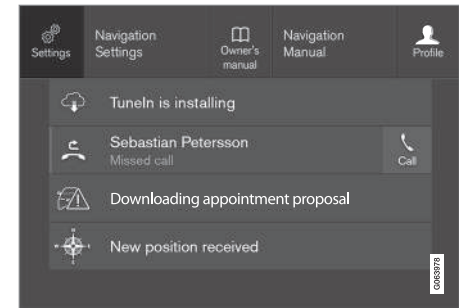 Settings
Navigation
Settings
Owner's
manual
Navigation
Manual
Profile
TuneIn is installing
Sebastian Petersson
Missed call
Call
Downloading appointment proposal
New position received
G063978